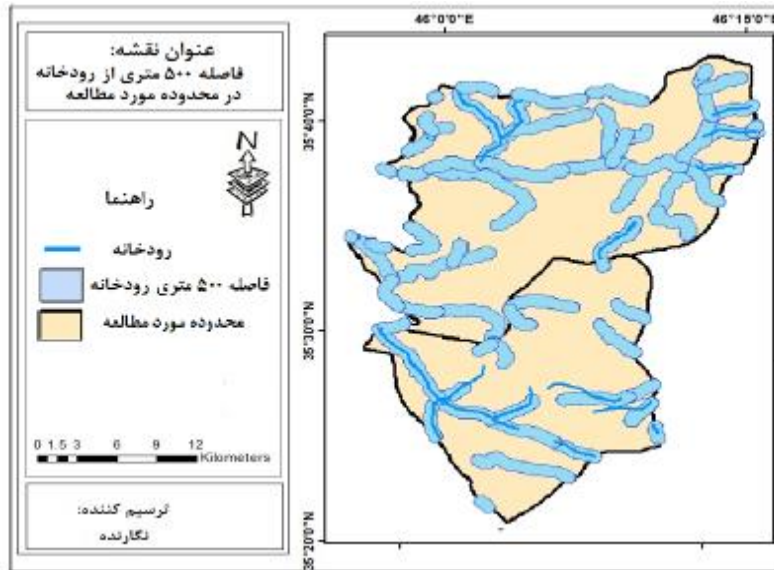 عنوان نقشه:
فاصله ۵۰۰ متری از رودخانه
در محدوده مورد مطالعه
N
راهنما
رودخانه
فاصله ۵۰۰ متری رودخانه
محدوده مورد مطالعه
0 1.5 3 6 9 12
Kilometers
ترسیم کننده:
نگارنده
46°0'0"E 46°15'0"E
35°40'0"N
35°30'0"N
35°20'0"N